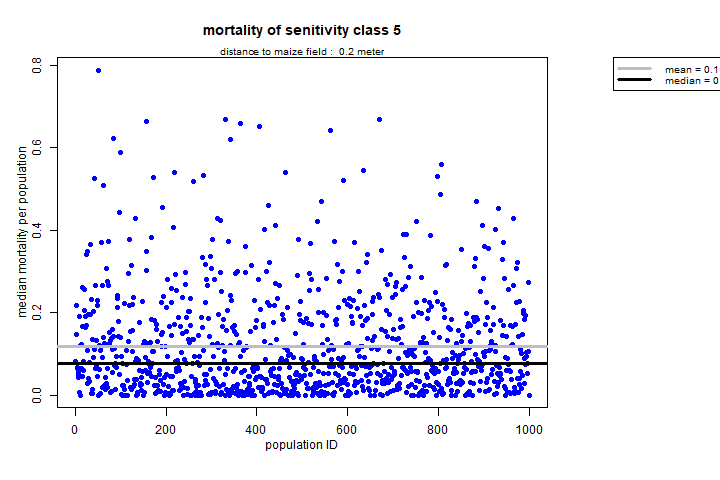 mortality of senitivity class 5
distance to maize field : 0.2 meter
mean = 0.1
median = 0
median mortality per population
0.8
0.6
0.4
0.2
0.0
0 200 400 600 800 1000
population ID